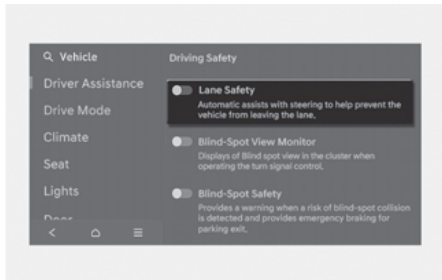 Vehicle
Driver Assistance
Drive Mode
Climate
Seat
Lights
Door
Driving Safety
Lane Safety
Automatic assists with steering to help prevent the
vehicle from leaving the lane.
Blind-Spot View Monitor
Displays of Blind spot view in the cluster when
operating the turn signal control.
Blind-Spot Safety
Provides a warning when a risk of blind-spot collision
is detected and provides emergency braking for
parking exit.